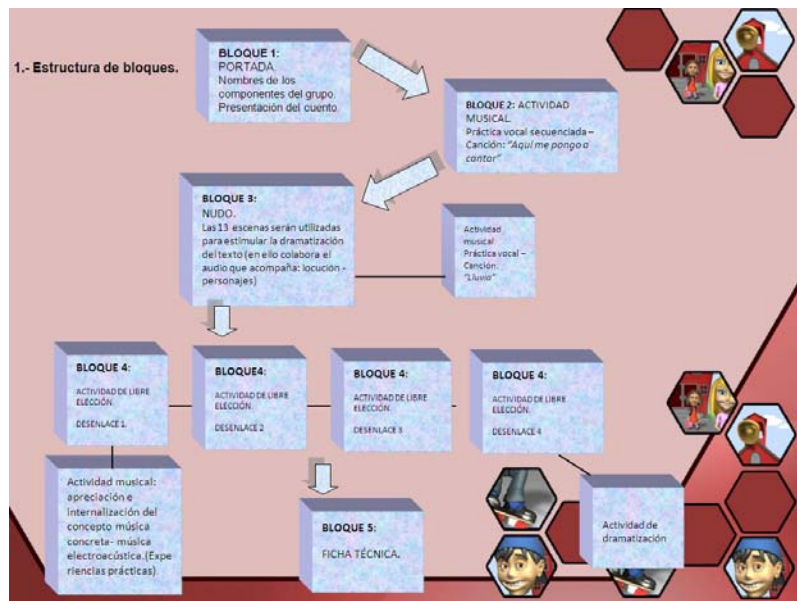 1.- Estructura de bloques.
BLOQUE 1:
PORTADA.
Nombres de los
componentes del grupo.
Presentación del cuento.
BLOQUE 2: ACTIVIDAD
MUSICAL.
Práctica vocal secuenciada –
Canción: "Aquí me pongo a
cantar"
BLOQUE 3:
NUDO.
Las 13 escenas serán utilizadas
para estimular la dramatización
del texto (en ello colabora el
audio que acompaña: locución -
personajes)
Actividad
musical
Práctica vocal –
Canción:
"Lluvia"
BLOQUE 4:
ACTIVIDAD DE LIBRE
ELECCIÓN.
DESENLACE 1.
BLOQUE4:
ACTIVIDAD DE LIBRE
ELECCIÓN.
DESENLACE 2
BLOQUE 4:
ACTIVIDAD DE LIBRE
ELECCIÓN.
DESENLACE 3
BLOQUE 4:
ACTIVIDAD DE LIBRE
ELECCIÓN.
DESENLACE 4
Actividad musical:
apreciación e
internalización del
concepto música
concreta- música
electroacústica.(Expe
riencias prácticas)
BLOQUE 5:
FICHA TÉCNICA.
Actividad de
dramatización